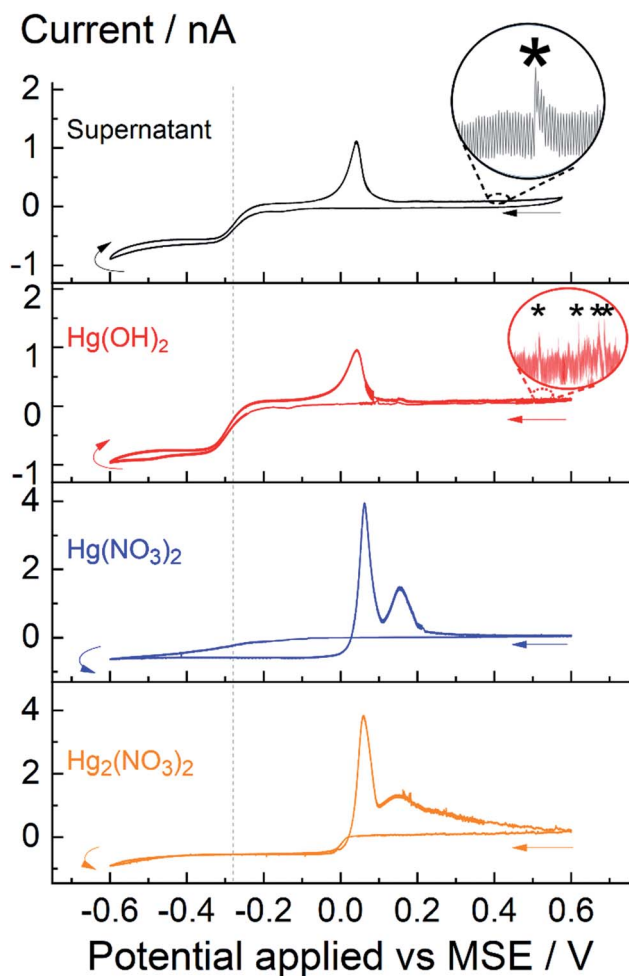 Current / nA
*
2
Supernatant
1
0
-1
2
* * * *
Hg(OH)₂
1
0
-1
4
Hg(NO₃)₂
2
0
4
Hg₂(NO₃)₂
2
0
-0.6 -0.4 -0.2 0.0 0.2 0.4 0.6
Potential applied vs MSE / V